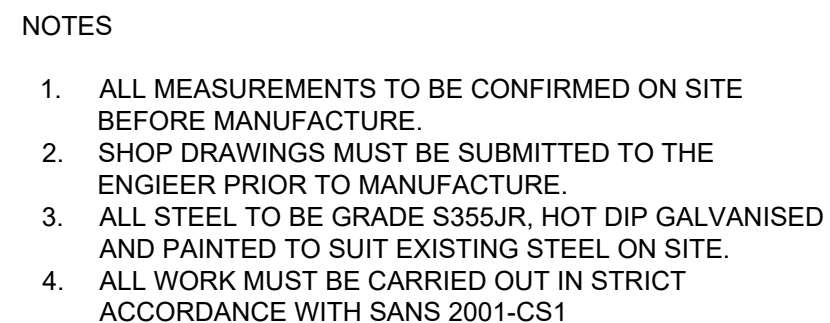 NOTES
1. ALL MEASUREMENTS TO BE CONFIRMED ON SITE
BEFORE MANUFACTURE.
2. SHOP DRAWINGS MUST BE SUBMITTED TO THE
ENGIEER PRIOR TO MANUFACTURE.
3. ALL STEEL TO BE GRADE S355JR, HOT DIP GALVANISED
AND PAINTED TO SUIT EXISTING STEEL ON SITE.
4. ALL WORK MUST BE CARRIED OUT IN STRICT
ACCORDANCE WITH SANS 2001-CS1